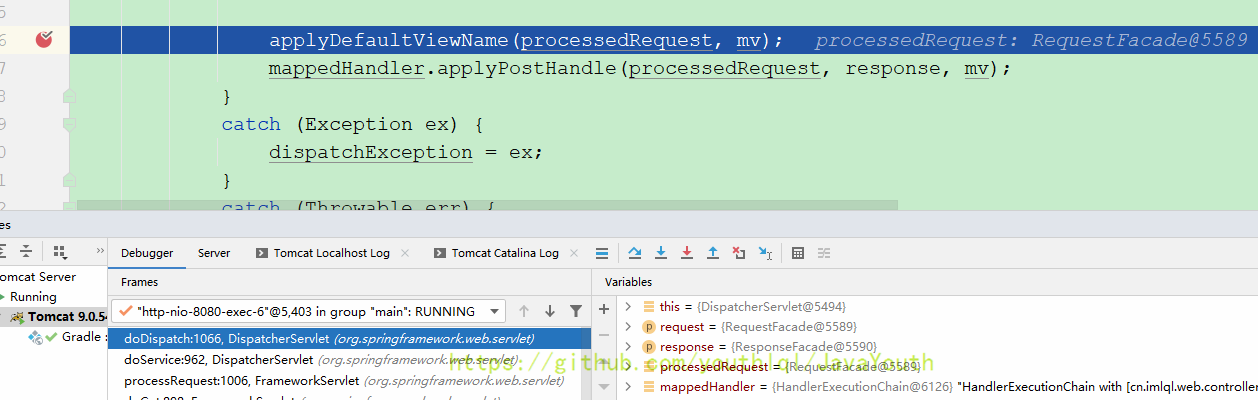 5
6 applyDefaultViewName(processedRequest, mv); processedRequest: RequestFacade@5589
7 mappedHandler.applyPostHandle(processedRequest, response, mv);
8 }
9 catch (Exception ex) {
0 dispatchException = ex;
1 }
catch (Throwable err) {
es
Debugger Server Tomcat Localhost Log Tomcat Catalina Log
omcat Server
Running
Tomcat 9.0.54
Gradle :
Frames
"http-nio-8080-exec-6"@5,403 in group "main": RUNNING
doDispatch:1066, DispatcherServlet (org.springframework.web.servlet)
doService:962, DispatcherServlet (org.springframework.web.servlet)
processRequest:1006, FrameworkServlet (org.springframework.web.servlet)
Variables
this = {DispatcherServlet@5494}
request = {RequestFacade@5589}
response = {ResponseFacade@5590}
processedRequest = {RequestFacade@5589}
mappedHandler = {HandlerExecutionChain@6126} "HandlerExecutionChain with [cn.imlql.web.controller
https://github.com/youthlql/JavaYouth